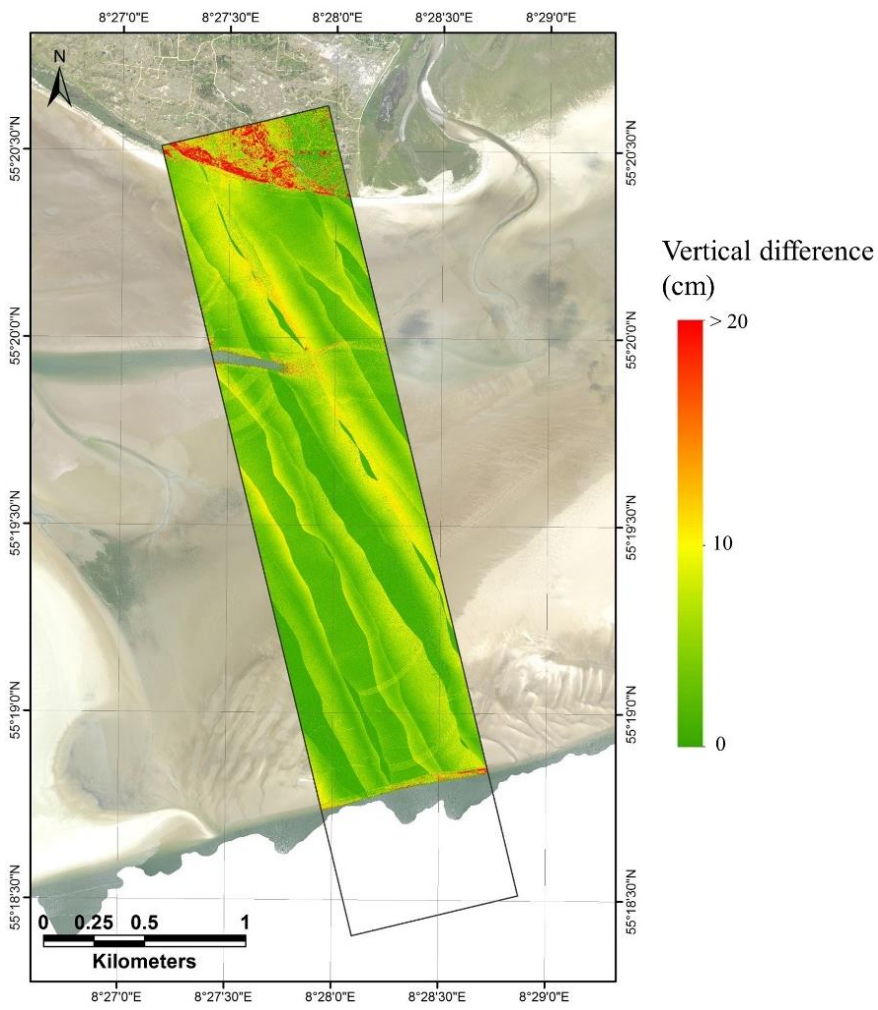 8°27'0"E 8°27'30"E 8°28'0"E 8°28'30"E 8°29'0"E
N
55°20'30"N 55°20'30"N
Vertical difference
(cm)
> 20
55°20'0"N 55°20'0"N
55°19'30"N 55°19'30"N
10
55°19'0"N 55°19'0"N
0
55°18'30"N 55°18'30"N
0 0.25 0.5 1
Kilometers
8°27'0"E 8°27'30"E 8°28'0"E 8°28'30"E 8°29'0"E